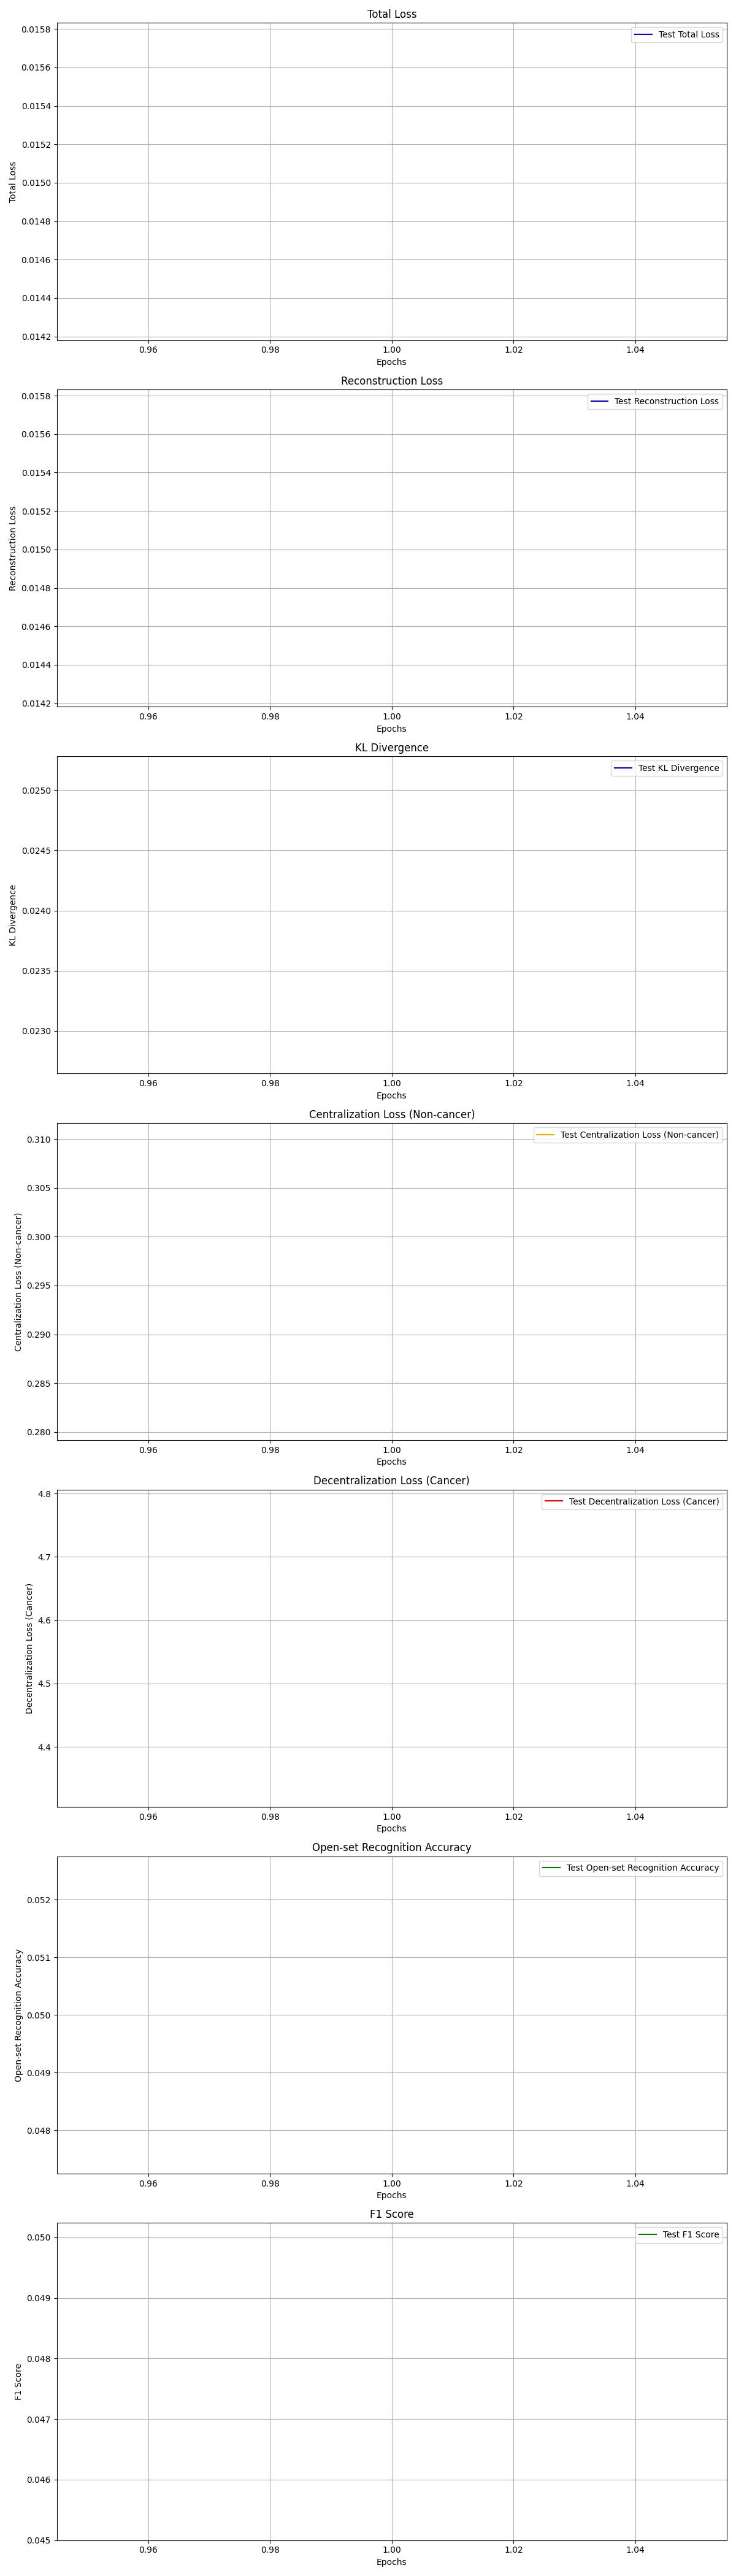 Total Loss
Test Total Loss
0.0158
0.0156
0.0154
0.0152
0.0150
0.0148
0.0146
0.0144
0.0142
Total Loss
0.96 0.98 1.00 1.02 1.04
Epochs
Reconstruction Loss
Test Reconstruction Loss
0.0158
0.0156
0.0154
0.0152
0.0150
0.0148
0.0146
0.0144
0.0142
Reconstruction Loss
0.96 0.98 1.00 1.02 1.04
Epochs
KL Divergence
Test KL Divergence
0.0250
0.0245
0.0240
0.0235
0.0230
KL Divergence
0.96 0.98 1.00 1.02 1.04
Epochs
Centralization Loss (Non-cancer)
Test Centralization Loss (Non-cancer)
0.310
0.305
0.300
0.295
0.290
0.285
0.280
Centralization Loss (Non-cancer)
0.96 0.98 1.00 1.02 1.04
Epochs
Decentralization Loss (Cancer)
Test Decentralization Loss (Cancer)
4.8
4.7
4.6
4.5
4.4
Decentralization Loss (Cancer)
0.96 0.98 1.00 1.02 1.04
Epochs
Open-set Recognition Accuracy
Test Open-set Recognition Accuracy
0.052
0.051
0.050
0.049
0.048
Open-set Recognition Accuracy
0.96 0.98 1.00 1.02 1.04
Epochs
F1 Score
Test F1 Score
0.050
0.049
0.048
0.047
0.046
0.045
F1 Score
0.96 0.98 1.00 1.02 1.04
Epochs